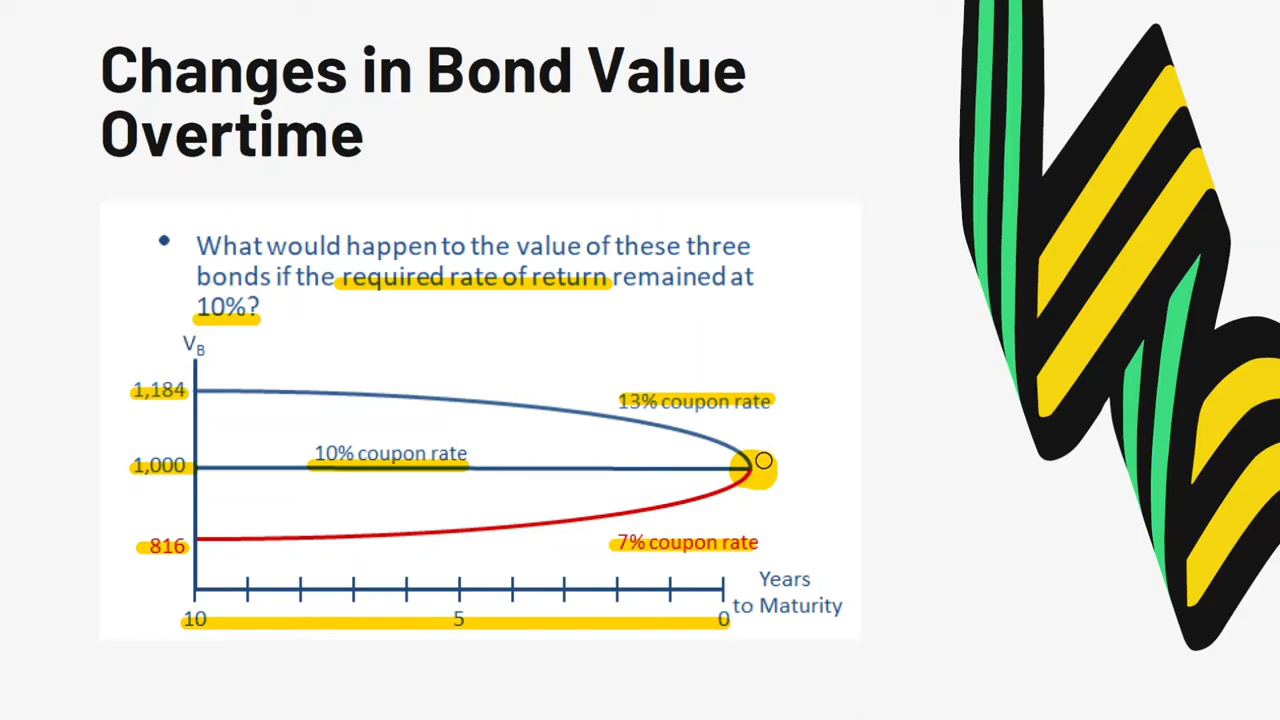 Changes in Bond Value
Overtime
• What would happen to the value of these three
bonds if the required rate of return remained at
10%?
VB
1,184
13% coupon rate
10% coupon rate
1,000
7% coupon rate
816
Years
to Maturity
10 5 0